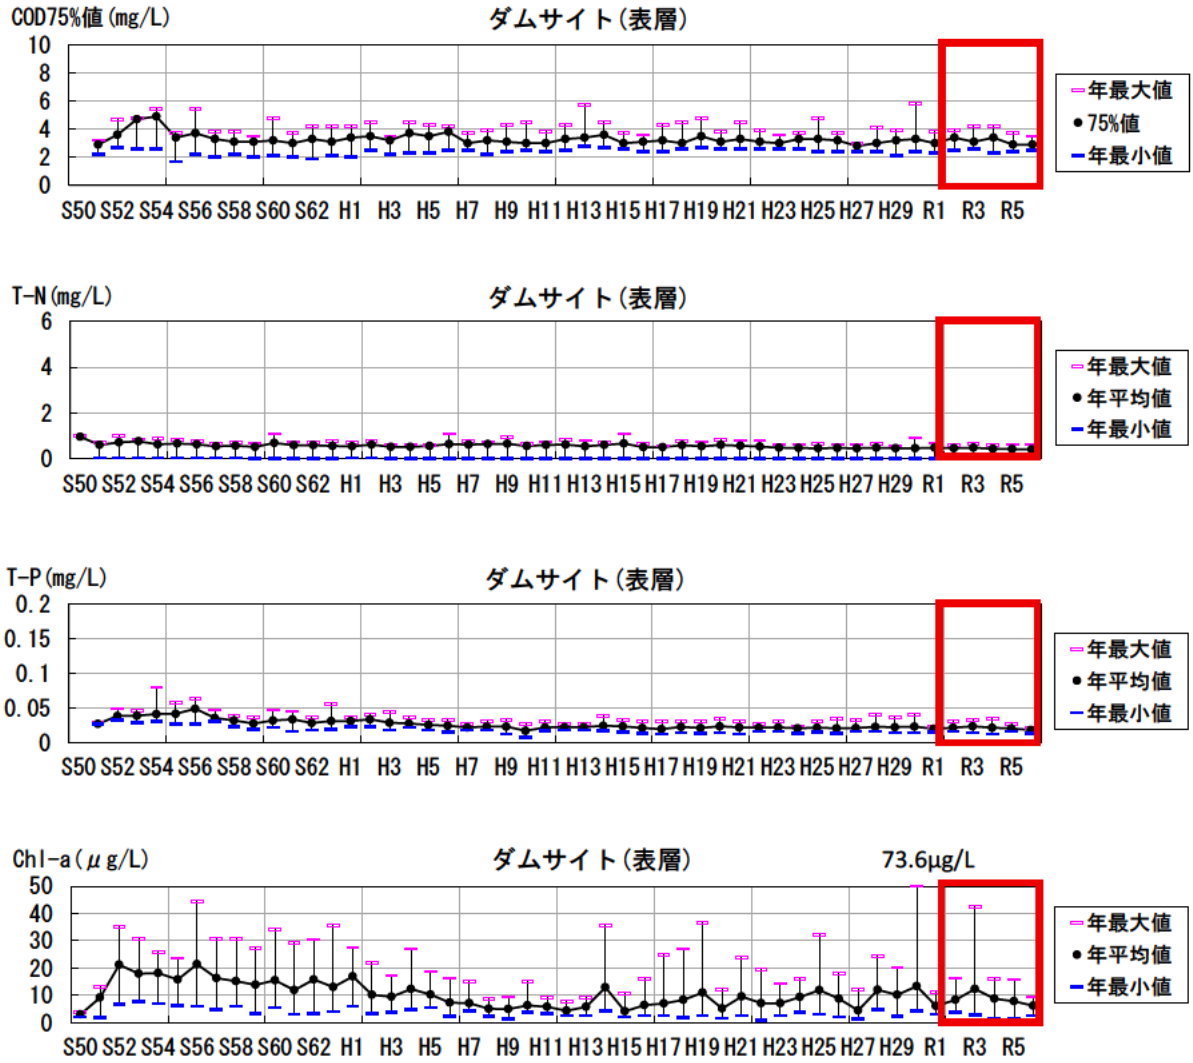 COD75%値(mg/L)
ダムサイト(表層)
10
8
6
4
2
0
S50 S52 S54 S56 S58 S60 S62 H1 H3 H5 H7 H9 H11 H13 H15 H17 H19 H21 H23 H25 H27 H29 R1 R3 R5
年最大値
75%値
年最小値
T-N(mg/L)
ダムサイト(表層)
6
4
2
0
S50 S52 S54 S56 S58 S60 S62 H1 H3 H5 H7 H9 H11 H13 H15 H17 H19 H21 H23 H25 H27 H29 R1 R3 R5
年最大値
年平均値
年最小値
T-P(mg/L)
ダムサイト(表層)
0.2
0.15
0.1
0.05
0
S50 S52 S54 S56 S58 S60 S62 H1 H3 H5 H7 H9 H11 H13 H15 H17 H19 H21 H23 H25 H27 H29 R1 R3 R5
年最大値
年平均値
年最小値
Chl-a(μg/L)
ダムサイト(表層)
73.6μg/L
50
40
30
20
10
0
S50 S52 S54 S56 S58 S60 S62 H1 H3 H5 H7 H9 H11 H13 H15 H17 H19 H21 H23 H25 H27 H29 R1 R3 R5
年最大値
年平均値
年最小値